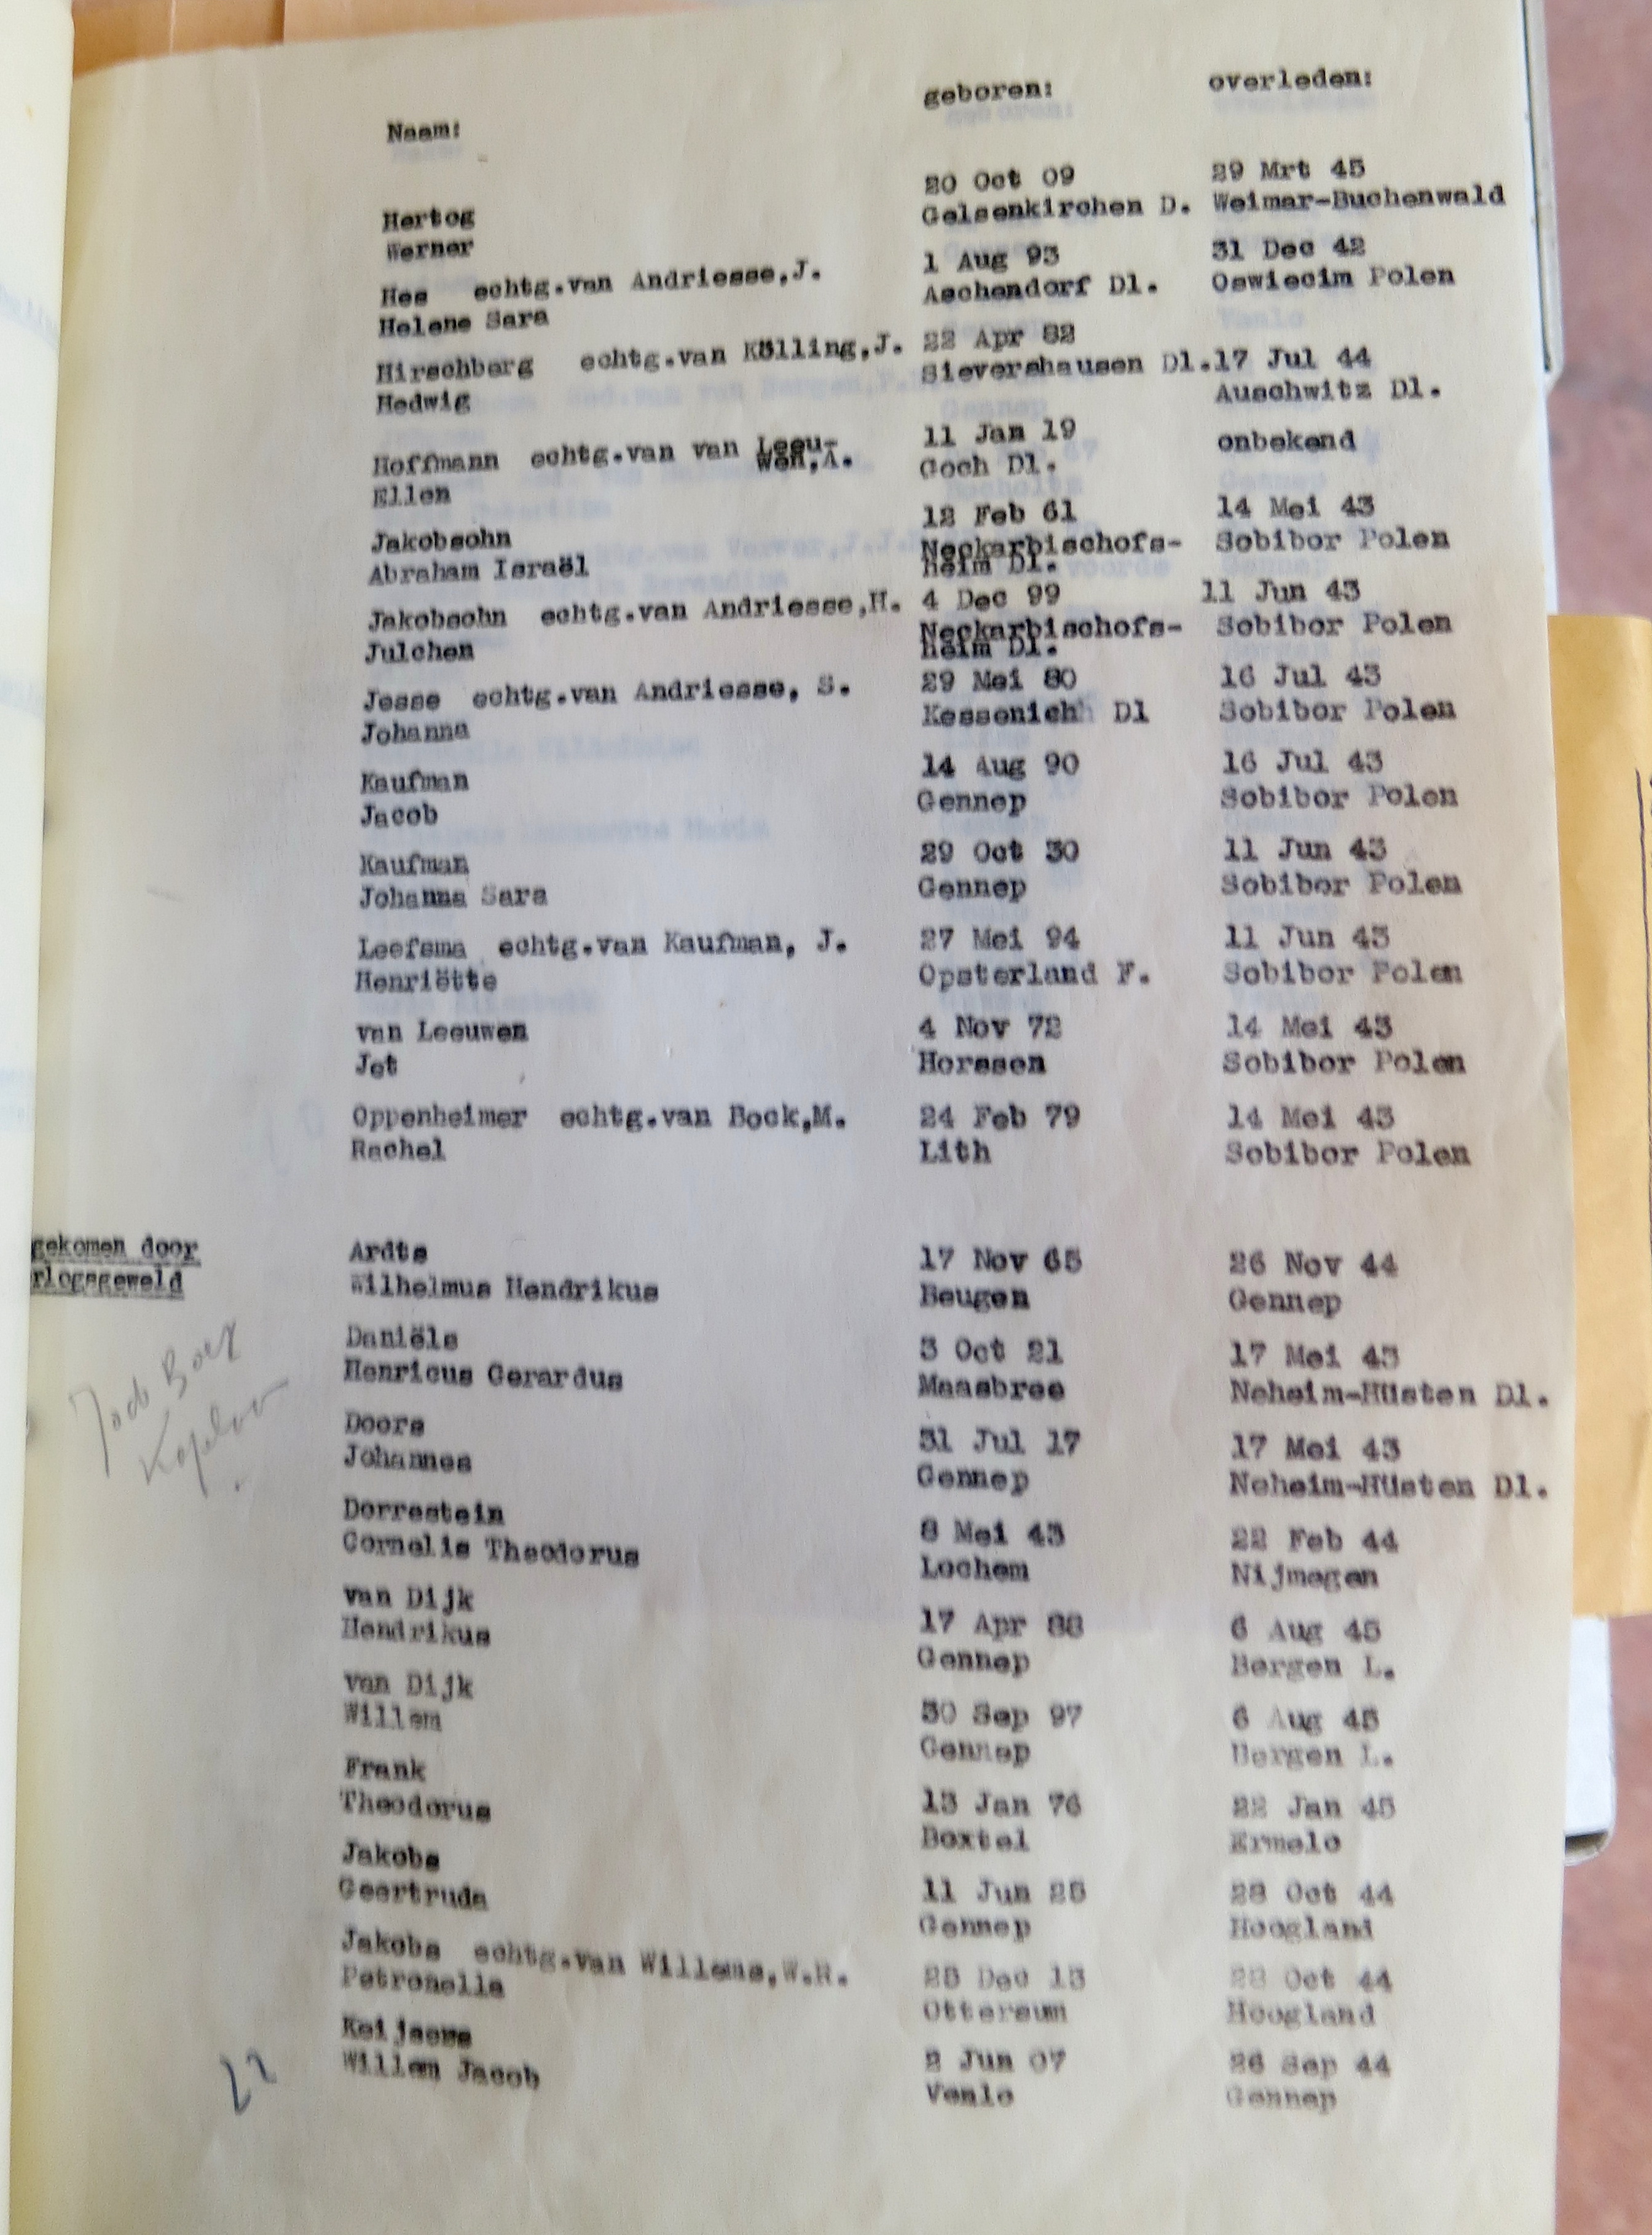 Naam: geboren: overleden:
Hertog 20 Oct 09 29 Mrt 45
Werner Gelsenkirchen D. Weimar-Buchenwald
Hes echtg.van Andriesse,J. 1 Aug 93 31 Dec 42
Helene Sara Aschendorf Dl. Oswiecim Polen
Hirschberg echtg.van Kölling,J. 22 Apr 82 17 Jul 44
Hedwig Sievershausen Dl. Auschwitz Dl.
Hoffmann echtg.van van Leeu- 11 Jan 19 onbekend
wen,A.
Ellen Goch Dl.
Jakobsohn 12 Feb 61 14 Mei 43
Abraham Israël Neckarbischofs- Sobibor Polen
heim Dl.
Jakobsohn echtg.van Andriesse,H. 4 Dec 99 11 Jun 43
Julchen Neckarbischofs- Sobibor Polen
heim Dl.
Jesse echtg.van Andriesse, S. 29 Mei 80 16 Jul 43
Johanna Kessenich Dl Sobibor Polen
Kaufman 14 Aug 90 16 Jul 43
Jacob Gennep Sobibor Polen
Kaufman 29 Oct 30 11 Jun 43
Johanna Sara Gennep Sobibor Polen
Leefsma echtg.van Kaufman, J. 27 Mei 94 11 Jun 43
Henriëtte Opsterland F. Sobibor Polen
van Leeuwen 4 Nov 72 14 Mei 43
Jet Horssen Sobibor Polen
Oppenheimer echtg.van Bock,M. 24 Feb 79 14 Mei 43
Rachel Lith Sobibor Polen
gekomen door Ardts 17 Nov 65 26 Nov 44
rlogsgeweld Wilhelmus Hendrikus Beugen Gennep
Daniëls 3 Oct 21 17 Mei 43
Henricus Gerardus Maasbree Neheim-Hüsten Dl.
Doors 31 Jul 17 17 Mei 43
Johannes Gennep Neheim-Hüsten Dl.
Dorrestein 8 Mei 43 22 Feb 44
Cornelis Theodorus Lochem Nijmegen
van Dijk 17 Apr 88 6 Aug 45
Hendrikus Gennep Bergen L.
van Dijk 30 Sep 97 6 Aug 45
Willem Gennep Bergen L.
Frank 13 Jan 76 22 Jan 45
Theodorus Boxtel Ermelo
Jakobs 11 Jun 25 28 Oct 44
Geertruda Gennep Hoogland
Jakobs echtg.van Willems,W.H. 25 Dec 13 28 Oct 44
Petronella Ottersum Hoogland
Keijsers 2 Jun 07 26 Sep 44
Willem Jacob Venlo Gennep